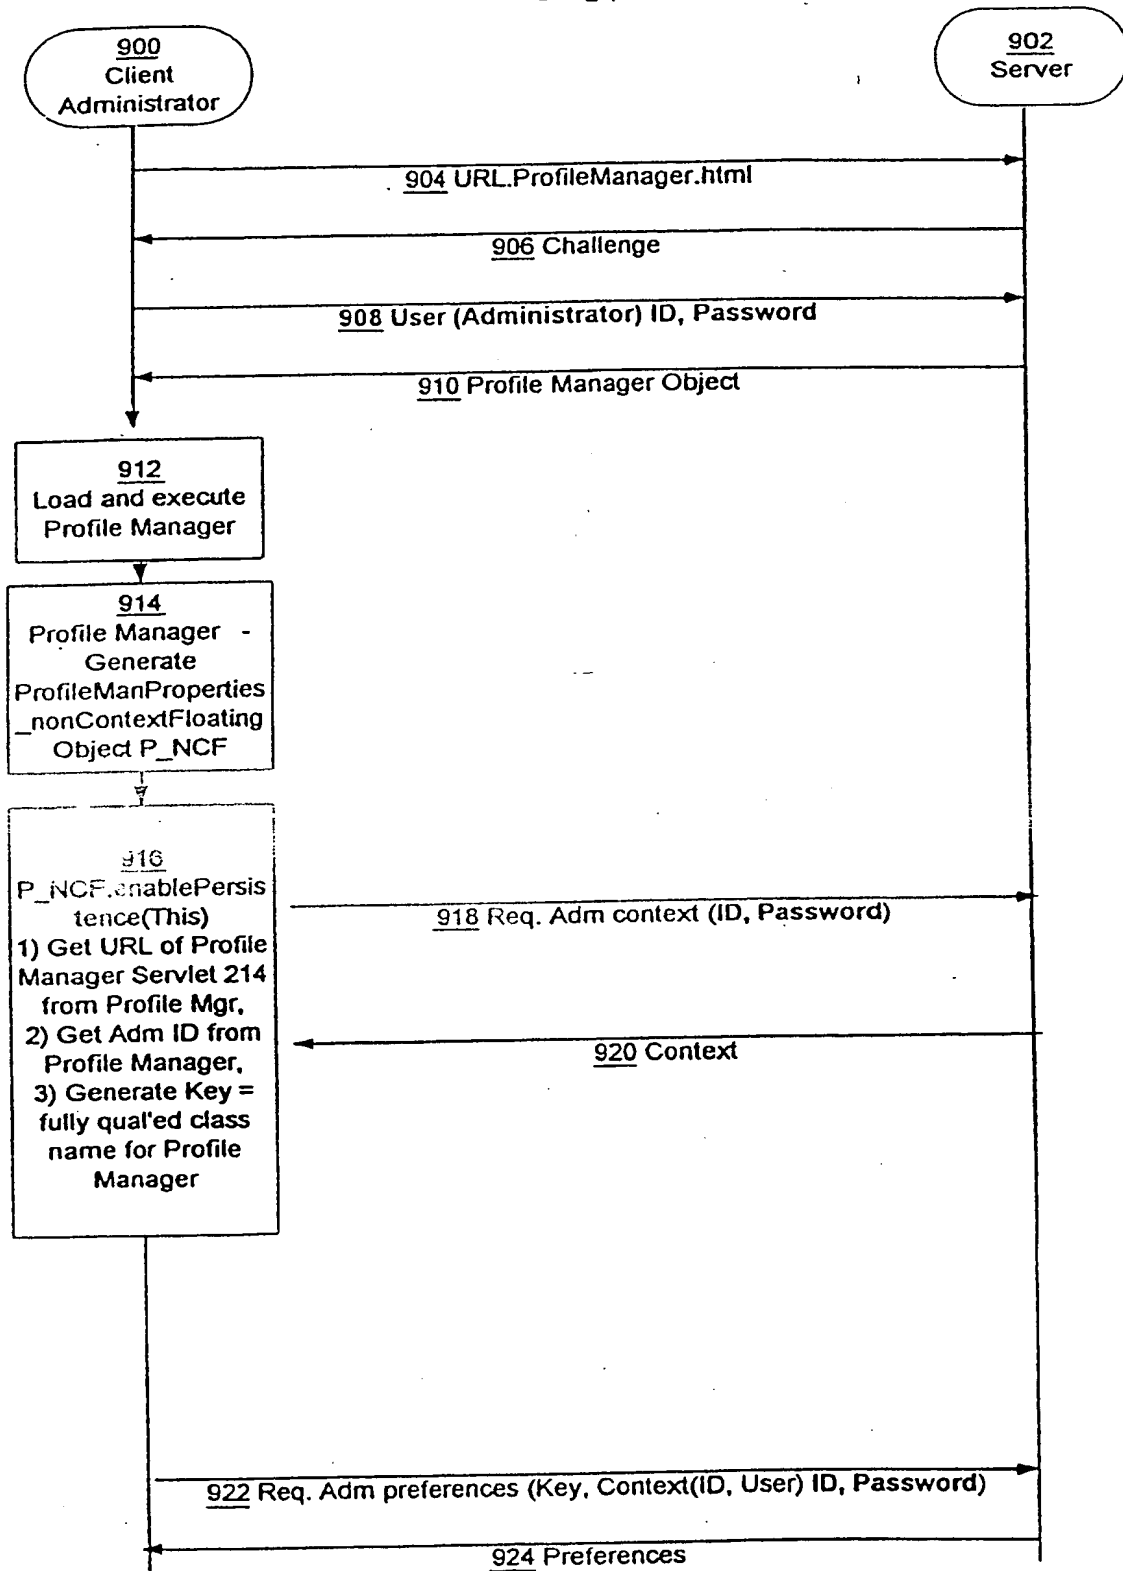 900
Client
Administrator
902
Server
904 URL.ProfileManager.html
906 Challenge
908 User (Administrator) ID, Password
910 Profile Manager Object
912
Load and execute
Profile Manager
914
Profile Manager -
Generate
ProfileManProperties
_nonContextFloating
Object P_NCF
916
P_NCF.enablePersis
tence(This)
1) Get URL of Profile
Manager Servlet 214
from Profile Mgr,
2) Get Adm ID from
Profile Manager,
3) Generate Key =
fully qual'ed class
name for Profile
Manager
918 Req. Adm context (ID, Password)
920 Context
922 Req. Adm preferences (Key, Context(ID, User) ID, Password)
924 Preferences